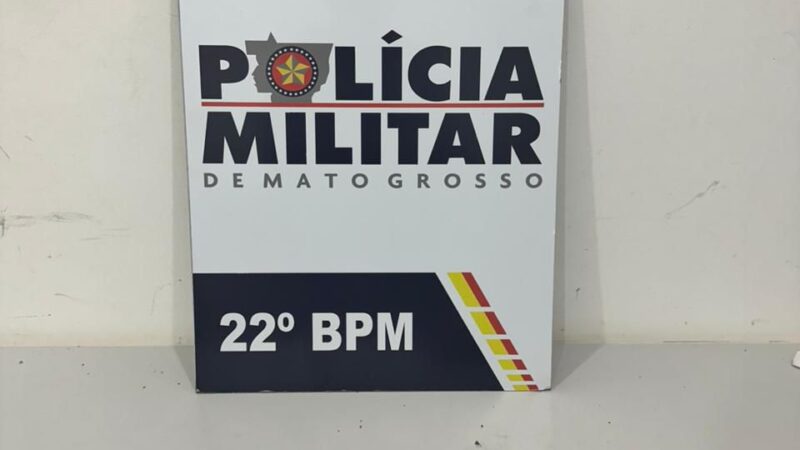 POLÍCIA
MILITAR
DE MATO GROSSO
22º BPM